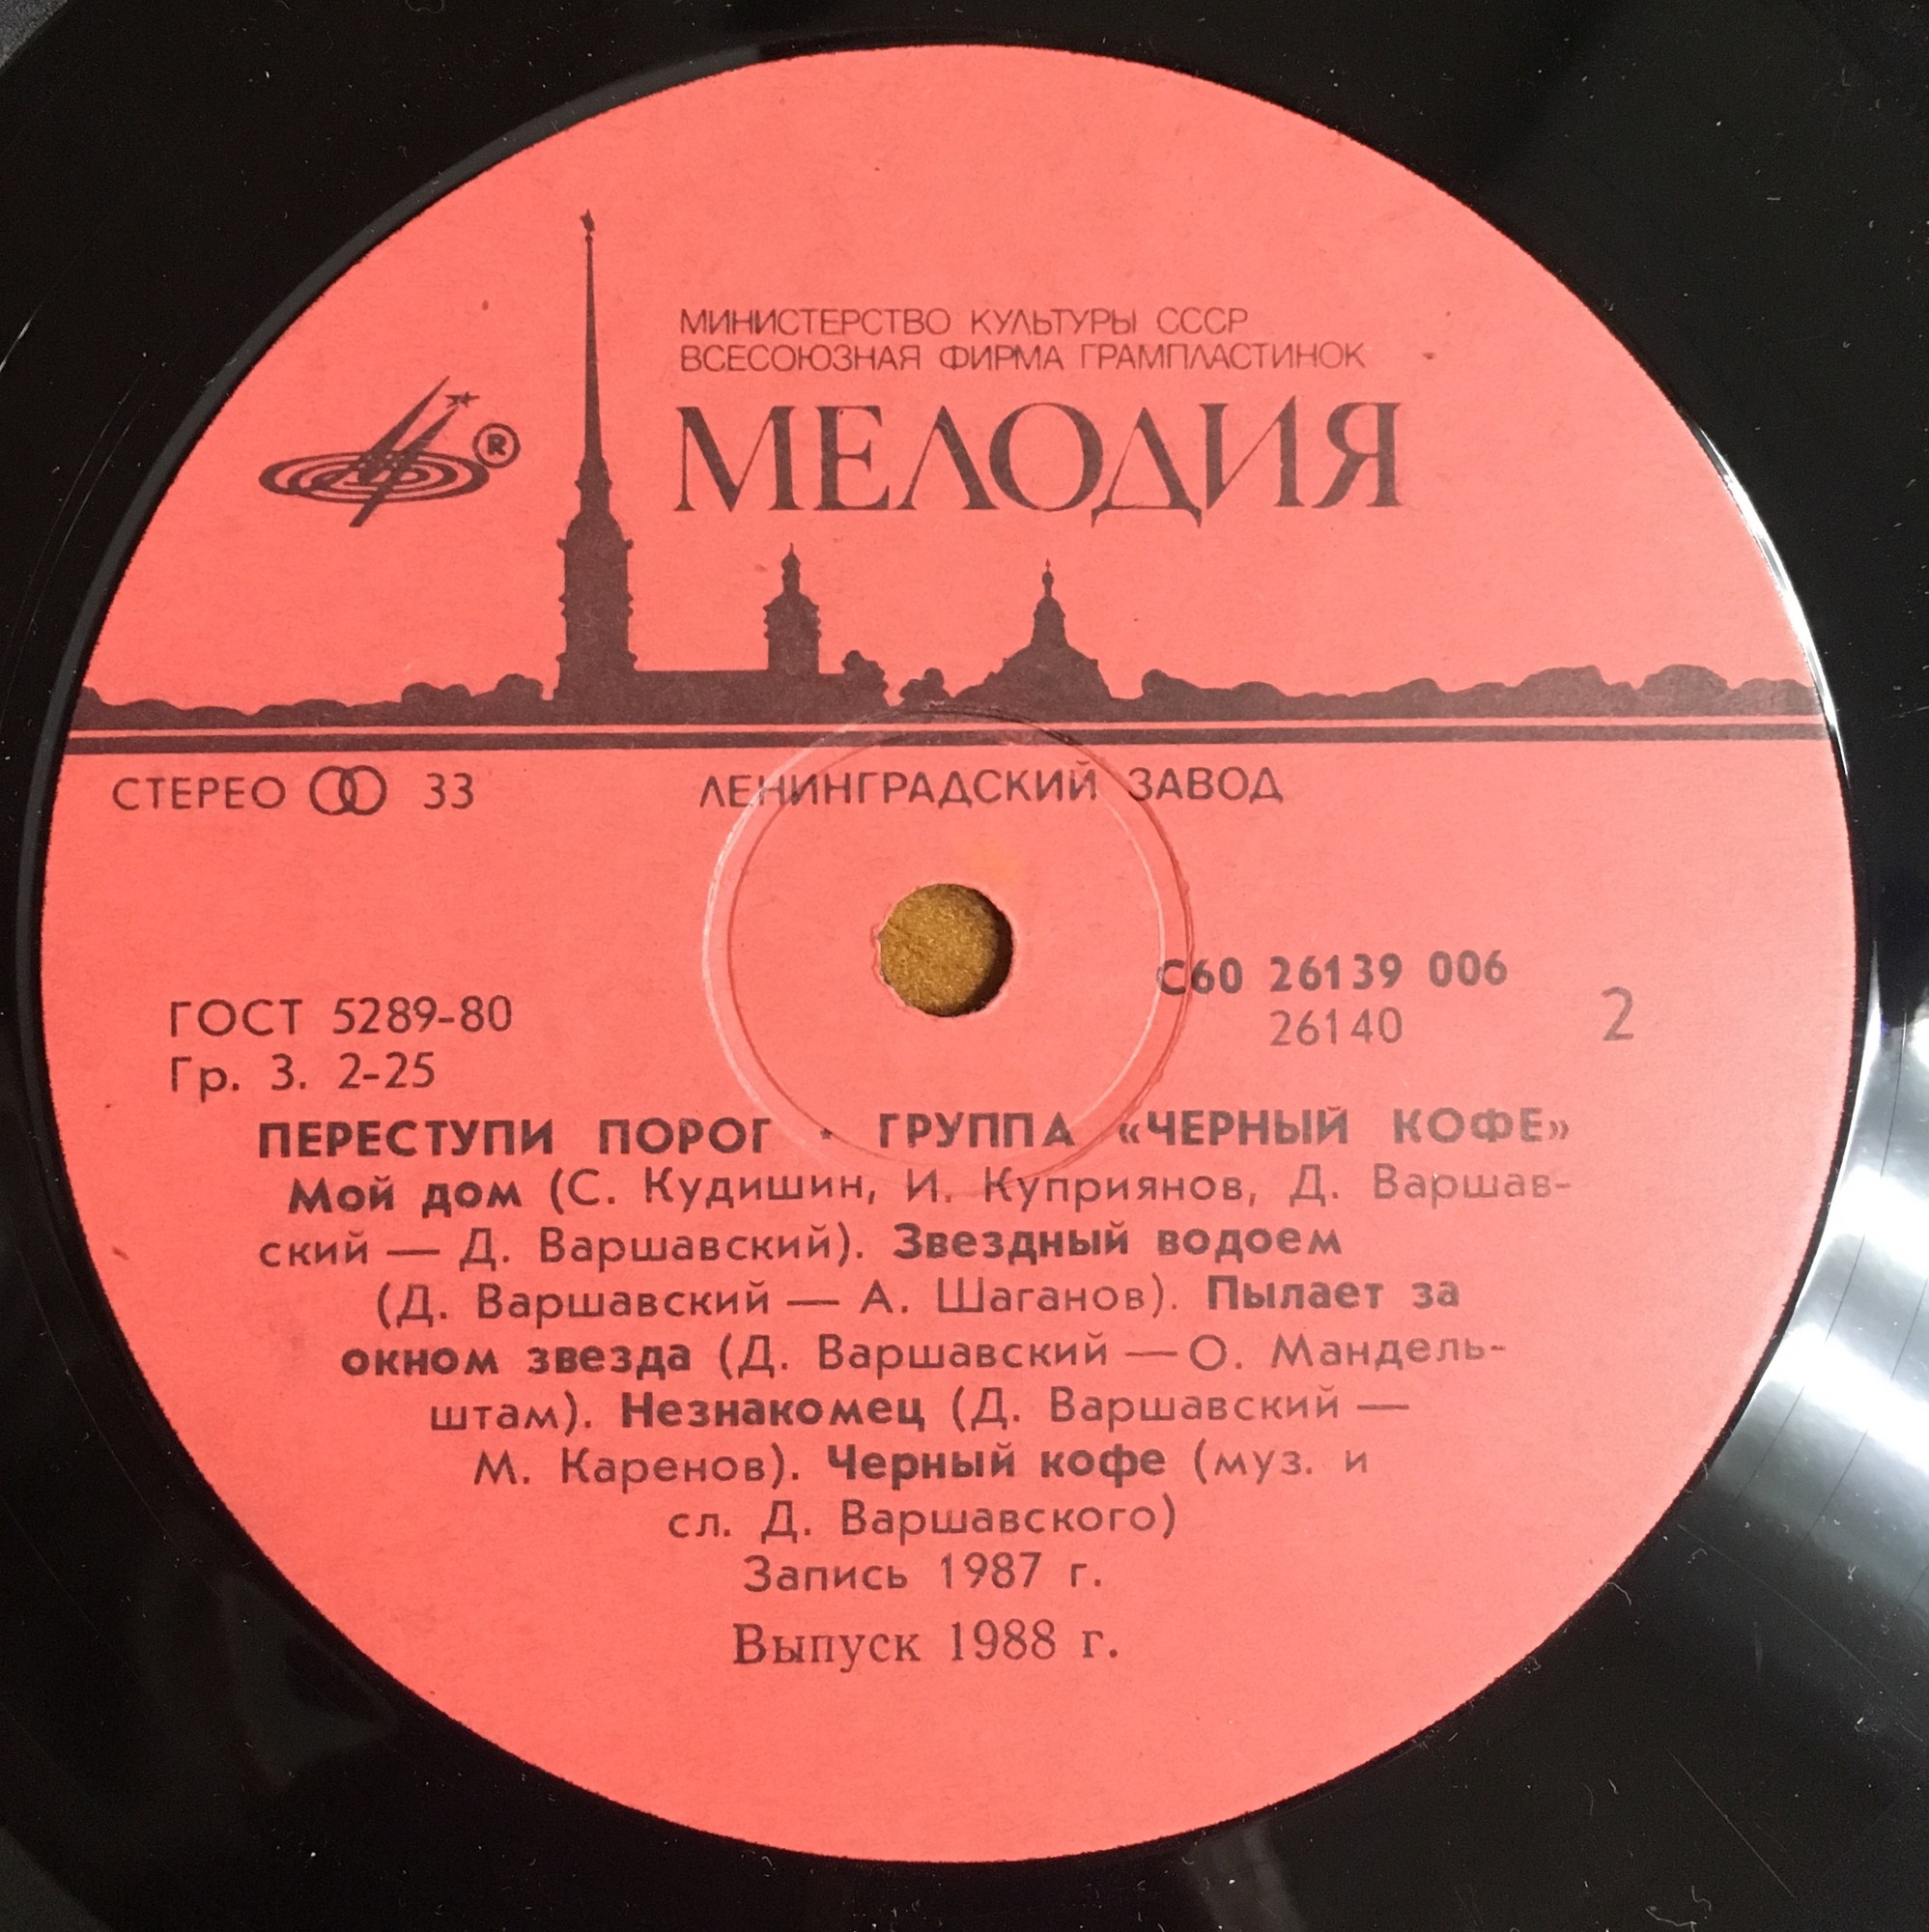 МИНИСТЕРСТВО КУЛЬТУРЫ СССР
ВСЕСОЮЗНАЯ ФИРМА ГРАМПЛАСТИНОК
МЕЛОДИЯ
®
СТЕРЕО 33
ЛЕНИНГРАДСКИЙ ЗАВОД
ГОСТ 5289-80
Гр. 3. 2-25
С60 26139 006
26140
2
ПЕРЕСТУПИ ПОРОГ · ГРУППА «ЧЕРНЫЙ КОФЕ»
Мой дом (С. Кудишин, И. Куприянов, Д. Варшав-
ский — Д. Варшавский). Звездный водоем
(Д. Варшавский — А. Шаганов). Пылает за
окном звезда (Д. Варшавский — О. Мандель-
штам). Незнакомец (Д. Варшавский —
М. Каренов). Черный кофе (муз. и
сл. Д. Варшавского)
Запись 1987 г.
Выпуск 1988 г.